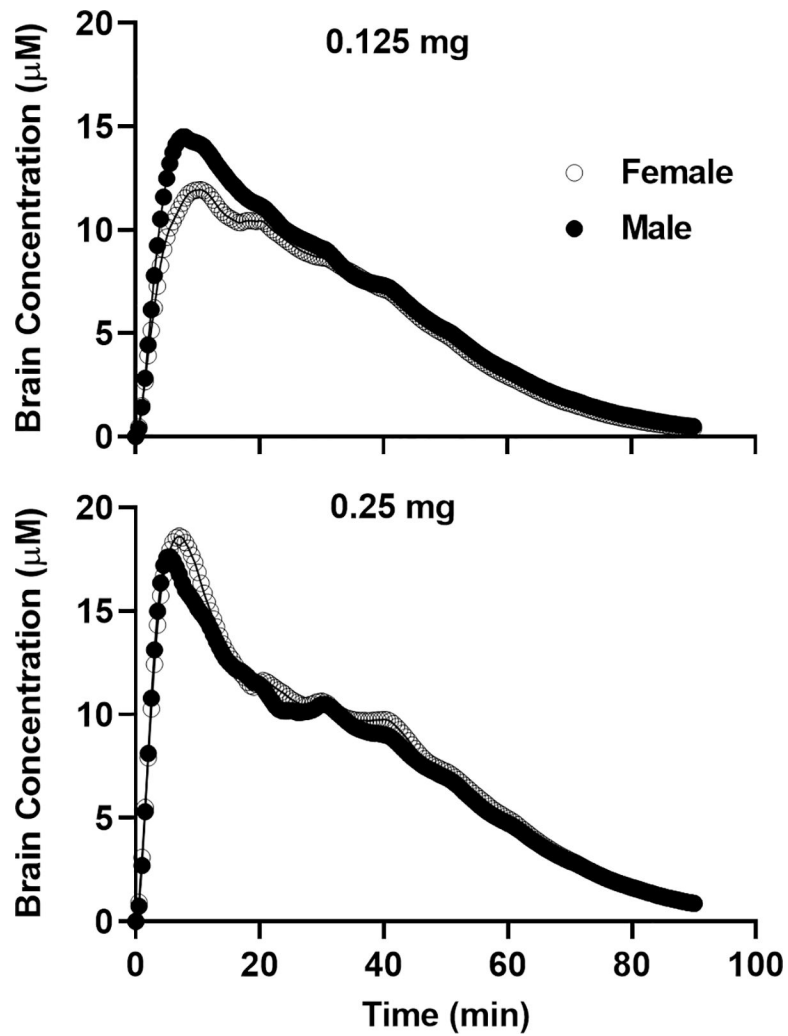 0.125 mg
Brain Concentration (μM)
20
15
10
5
0
Female
Male
0.25 mg
Brain Concentration (μM)
20
15
10
5
0
0 20 40 60 80 100
Time (min)